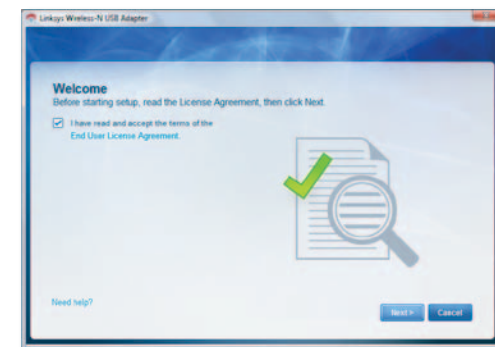 Linksys Wireless-N USB Adapter
Welcome
Before starting setup, read the License Agreement, then click Next.
I have read and accept the terms of the
End User License Agreement.
Need help?
Next >
Cancel